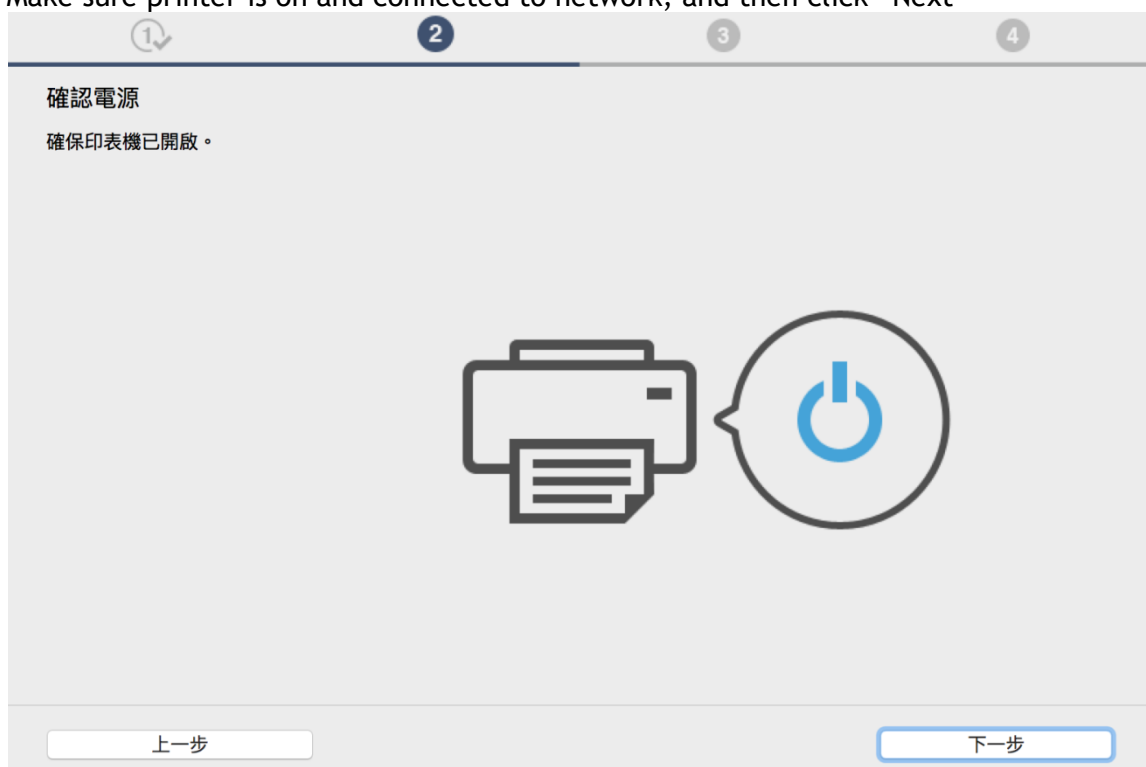 Make sure printer is on and connected to network, and then click "Next"
1 2 3 4
確認電源
確保印表機已開啟。
上一步 下一步